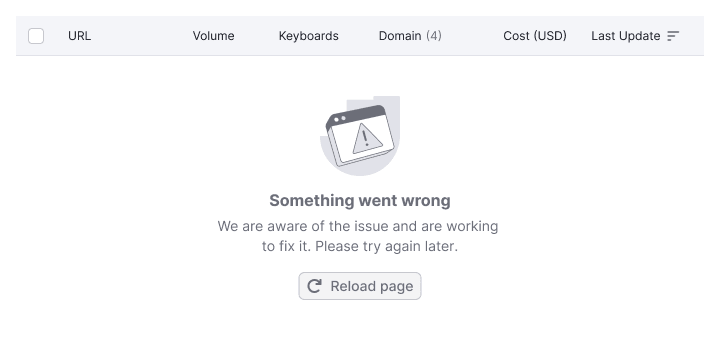 URL Volume Keyboards Domain (4) Cost (USD) Last Update
Something went wrong
We are aware of the issue and are working
to fix it. Please try again later.
Reload page